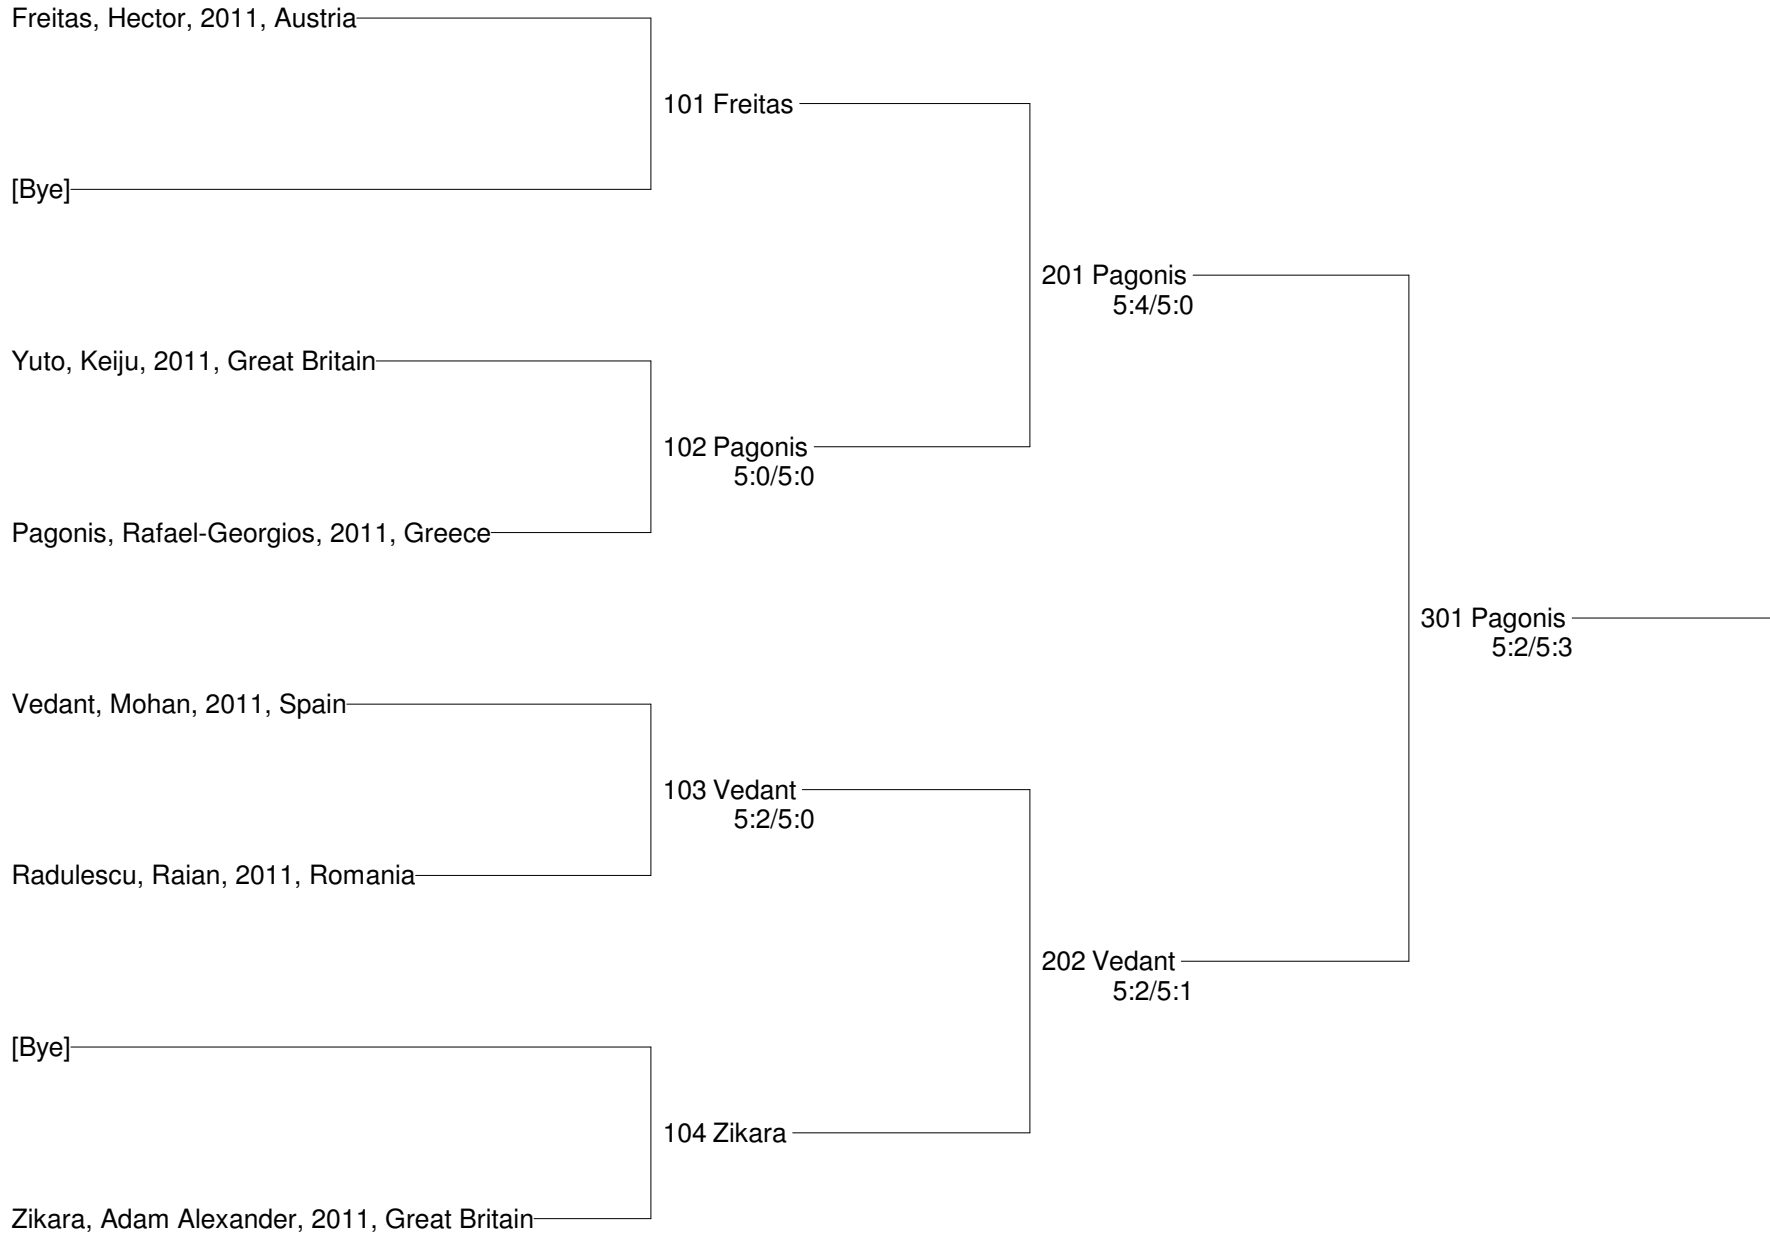 Freitas, Hector, 2011, Austria
101 Freitas
[Bye]
201 Pagonis
5:4/5:0
Yuto, Keiju, 2011, Great Britain
102 Pagonis
5:0/5:0
Pagonis, Rafael-Georgios, 2011, Greece
301 Pagonis
5:2/5:3
Vedant, Mohan, 2011, Spain
103 Vedant
5:2/5:0
Radulescu, Raian, 2011, Romania
202 Vedant
5:2/5:1
[Bye]
104 Zikara
Zikara, Adam Alexander, 2011, Great Britain